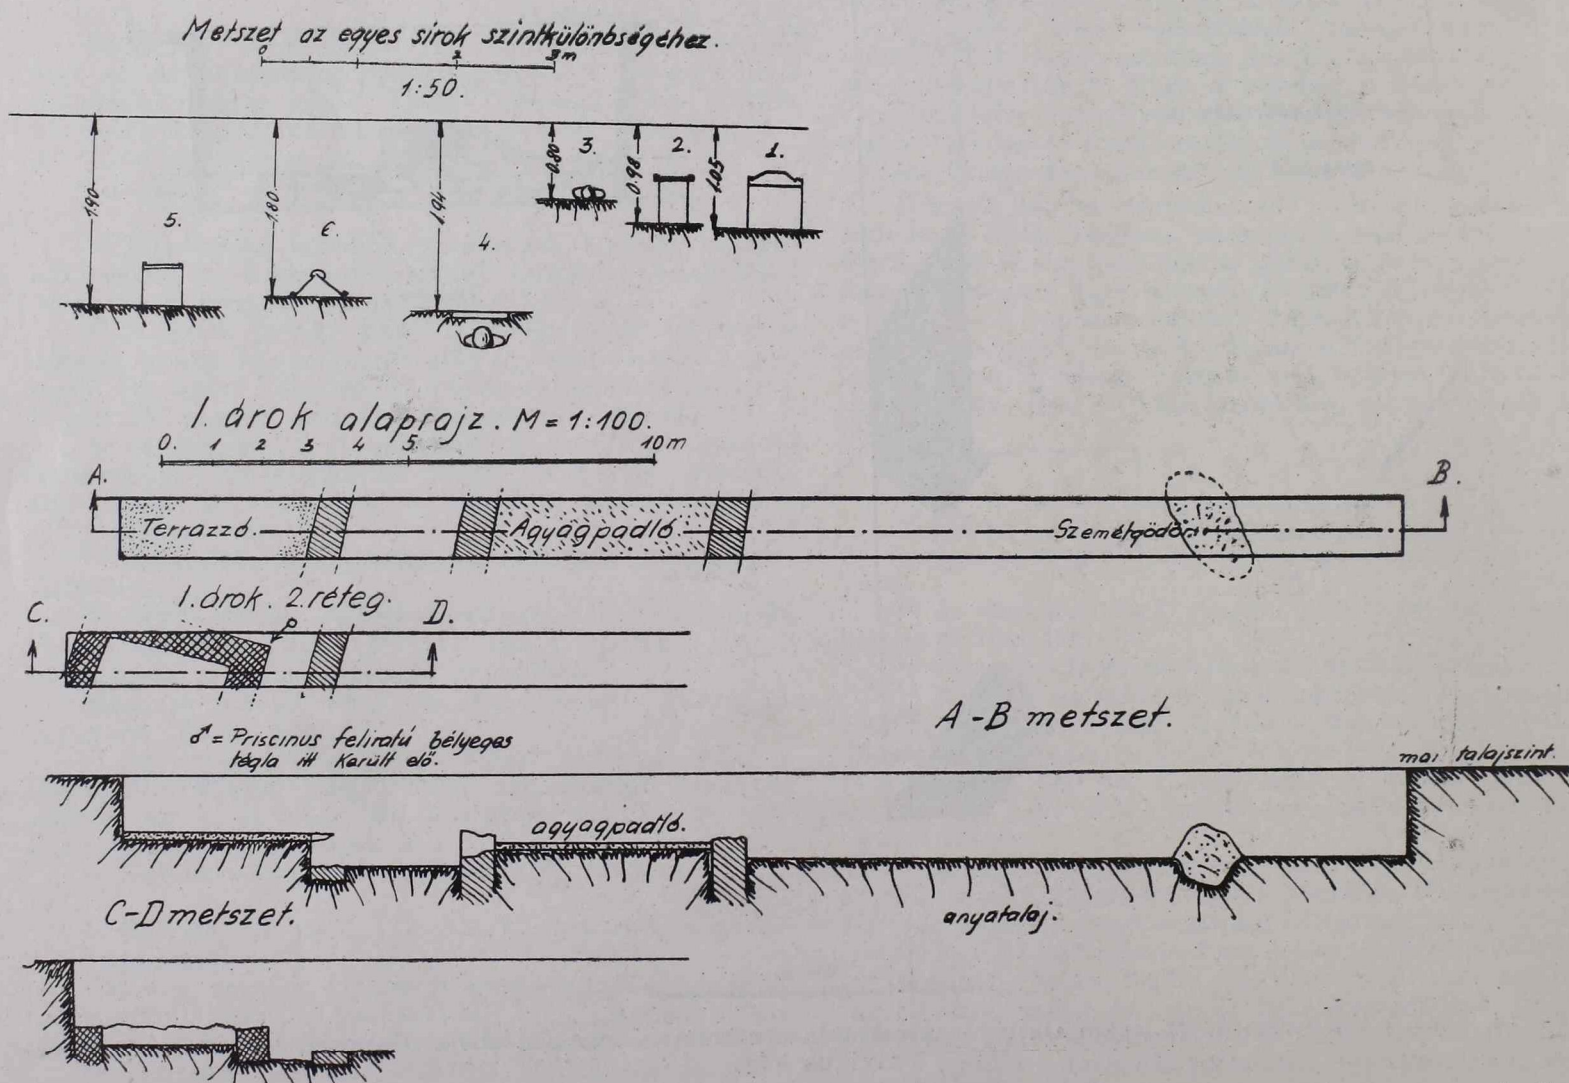 Metszet az egyes sirok szintkülönbségéhez.
0 2 3m
1:50.
1.90 1.80 1.94 0.80 3. 0.98 2. 1.05 1.
5. 6. 4.
I. árok alaprajz. M = 1:100.
0. 1 2 3 4 5. 10m
A. B.
Terrazzó. Agyagpadló. Szemétgödör.
I. árok. 2. réteg.
C. D.
♂ = Priscinus feliratú bélyeges
tégla itt került elő.
A-B metszet.
mai talajszint.
agyagpadló.
C-D metszet.
anyatalaj.